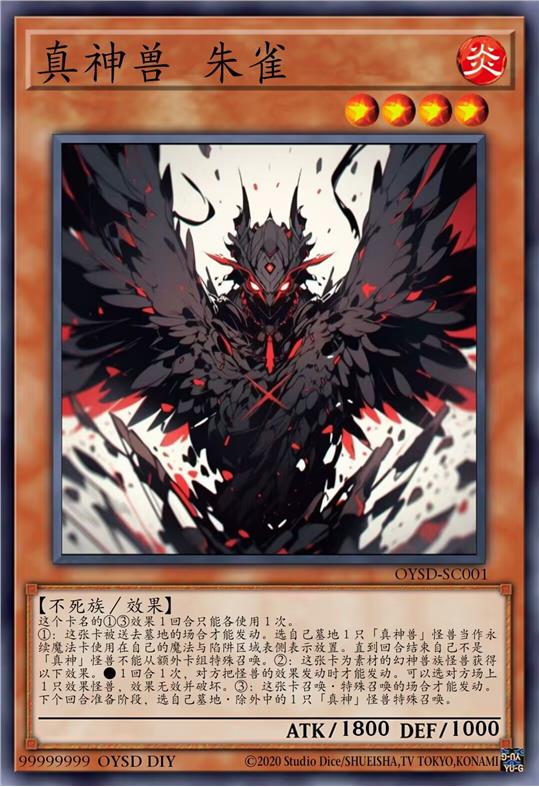 真神兽 朱雀
炎
OYSD-SC001
【不死族/效果】
这个卡名的①③效果1回合只能各使用1次。
①：这张卡被送去墓地的场合才能发动。选自己墓地1只「真神兽」怪兽当作永
续魔法卡使用在自己的魔法与陷阱区域表侧表示放置。直到回合结束自己不是
「真神」怪兽不能从额外卡组特殊召唤。②：这张卡为素材的幻神兽族怪兽获得
以下效果。●1回合1次，对方把怪兽的效果发动时才能发动。可以选对方场上
1只效果怪兽，效果无效并破坏。③：这张卡召唤·特殊召唤的场合才能发动。
下个回合准备阶段，选自己墓地·除外中的1只「真神」怪兽特殊召唤。
ATK/1800 DEF/1000
99999999 OYSD DIY ©2020 Studio Dice/SHUEISHA,TV TOKYO,KONAMI